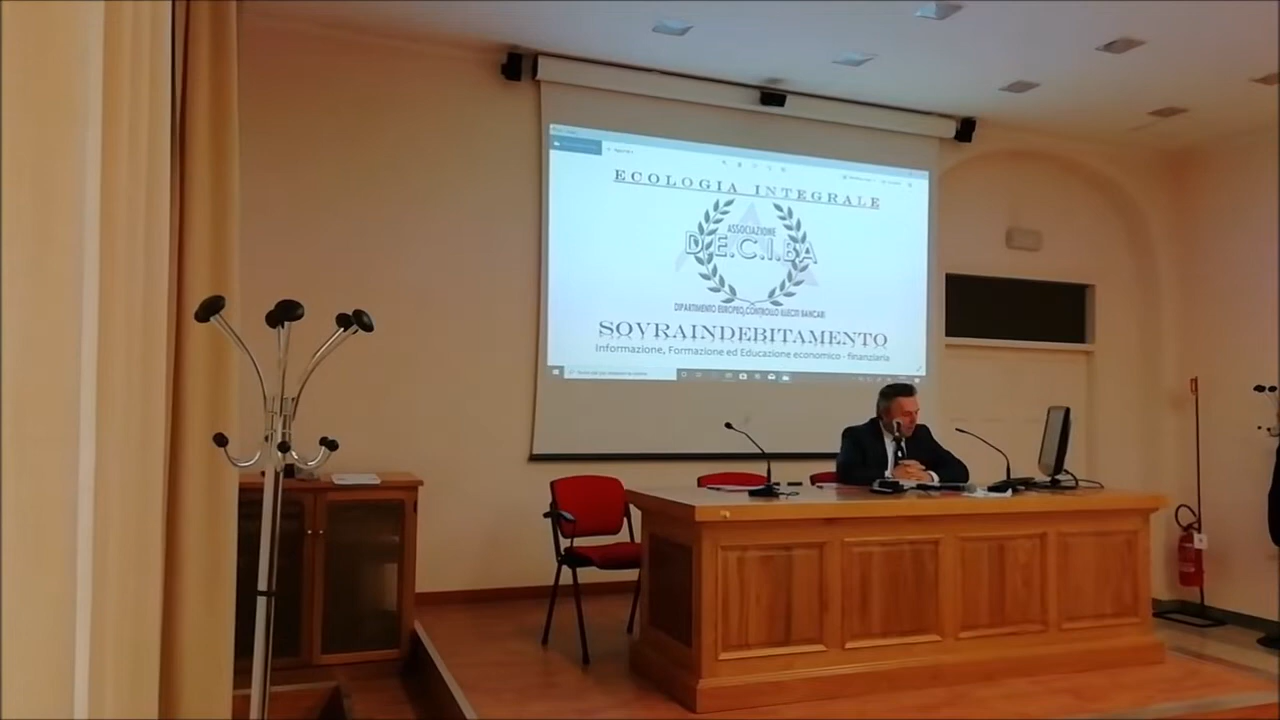 ECOLOGIA INTEGRALE
ASSOCIAZIONE
D.E.C.I.BA
DIPARTIMENTO EUROPEO CONTROLLO ILLECITI BANCARI
SOVRAINDEBITAMENTO
Informazione, Formazione ed Educazione economico - finanziaria